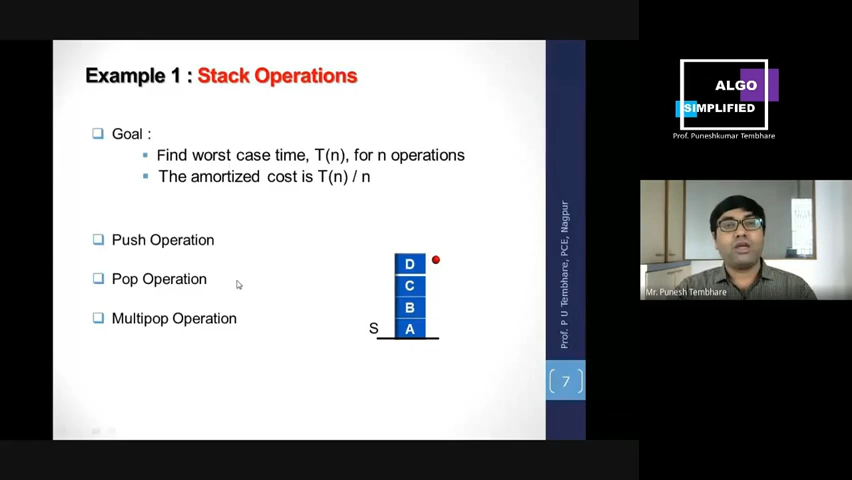 Example 1 : Stack Operations
Goal :
Find worst case time, T(n), for n operations
The amortized cost is T(n) / n
Push Operation
Pop Operation
Multipop Operation
D
C
B
S A
Prof. P U Tembhare, PCE, Nagpur
7
ALGO
SIMPLIFIED
Prof. Puneshkumar Tembhare
Mr. Punesh Tembhare